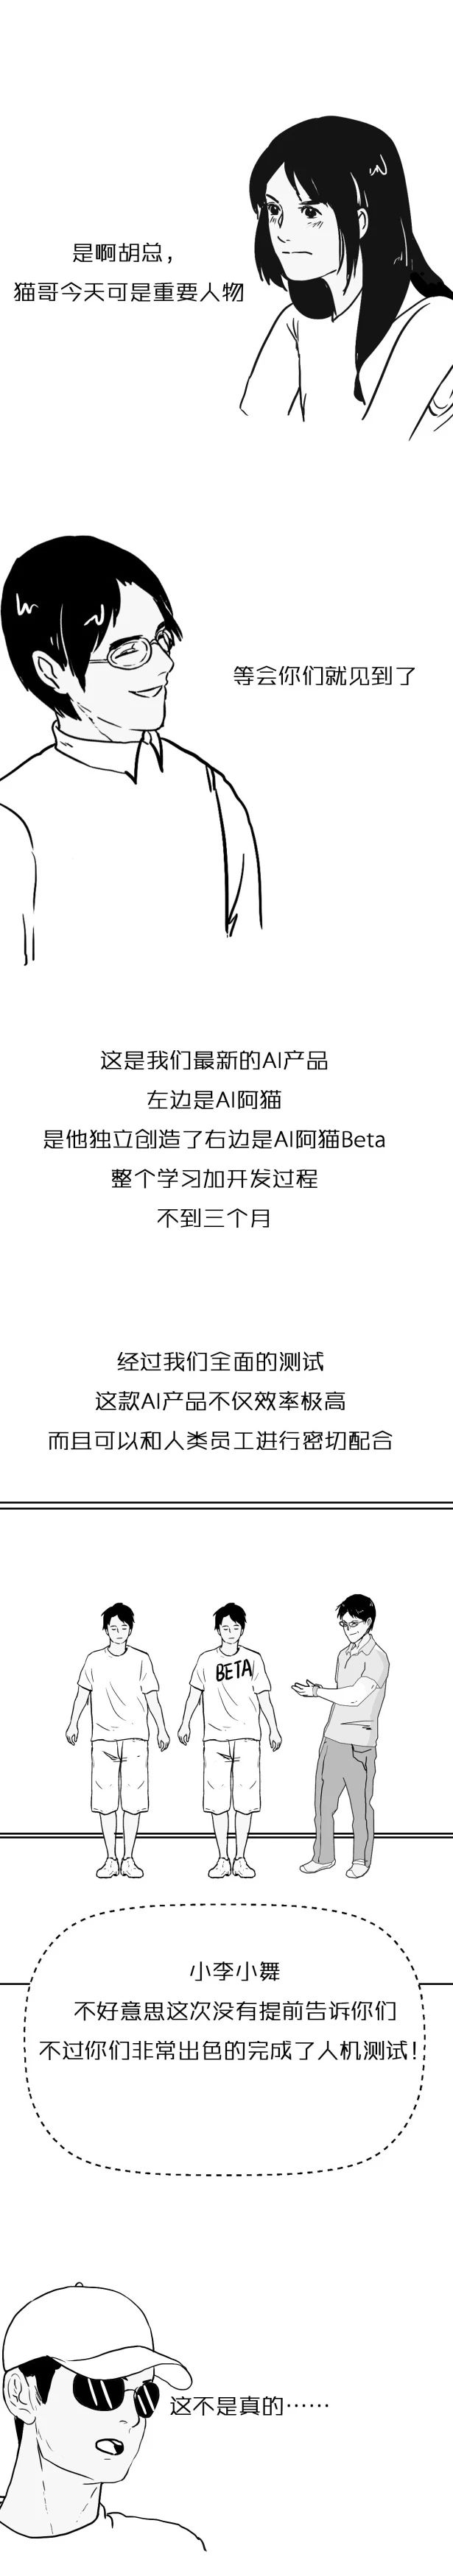 是啊胡总，
猫哥今天可是重要人物
等会你们就见到了
这是我们最新的AI产品
左边是AI阿猫
是他独立创造了右边是AI阿猫Beta
整个学习加开发过程
不到三个月
经过我们全面的测试
这款AI产品不仅效率极高
而且可以和人类员工进行密切配合
BETA
小李小舞
不好意思这次没有提前告诉你们
不过你们非常出色的完成了人机测试！
这不是真的……